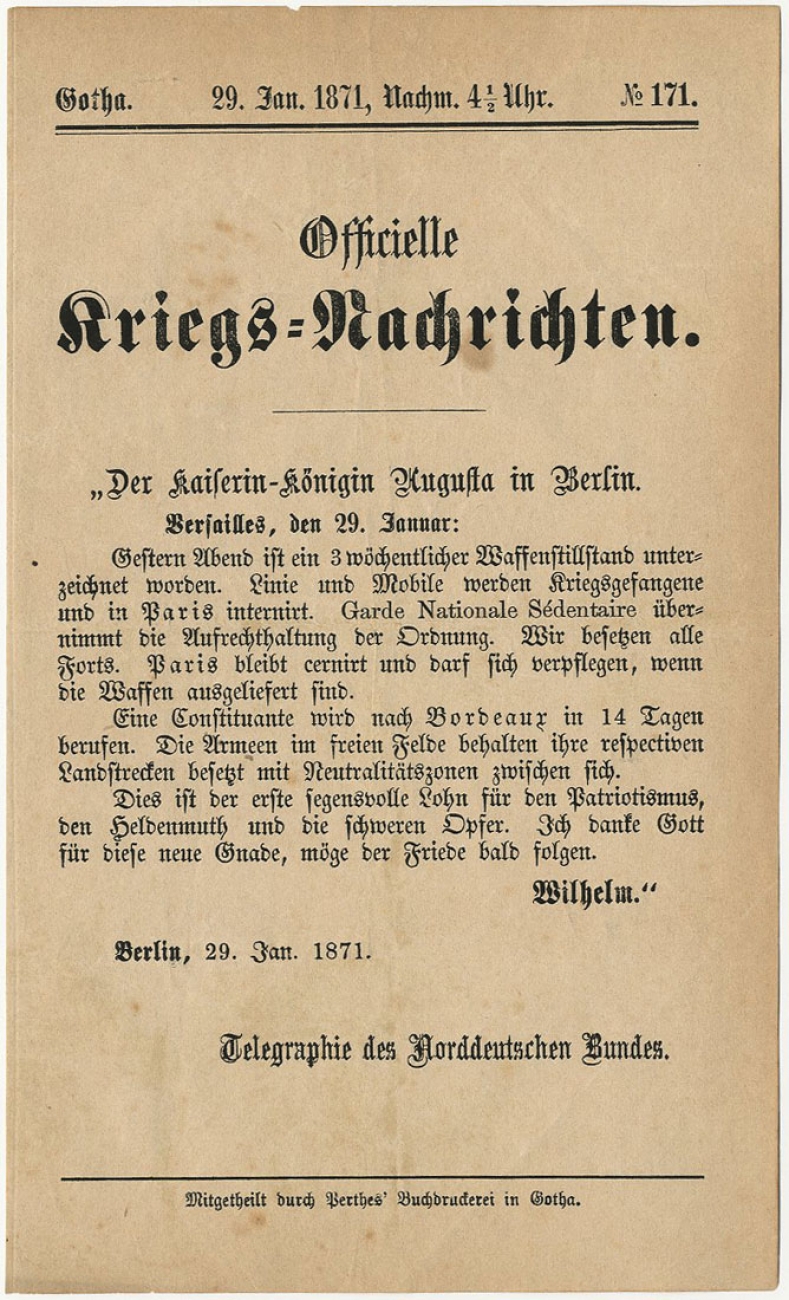 Gotha. 29. Jan. 1871, Nachm. 4½ Uhr. № 171.
Officielle
Kriegs=Nachrichten.
„Der Kaiserin-Königin Augusta in Berlin.
Versailles, den 29. Januar:
Gestern Abend ist ein 3 wöchentlicher Waffenstillstand unter=
zeichnet worden. Linie und Mobile werden Kriegsgefangene
und in Paris internirt. Garde Nationale Sédentaire über=
nimmt die Aufrechthaltung der Ordnung. Wir besetzen alle
Forts. Paris bleibt cernirt und darf sich verpflegen, wenn
die Waffen ausgeliefert sind.
Eine Constituante wird nach Bordeaux in 14 Tagen
berufen. Die Armeen im freien Felde behalten ihre respectiven
Landstrecken besetzt mit Neutralitätszonen zwischen sich.
Dies ist der erste segensvolle Lohn für den Patriotismus,
den Heldenmuth und die schweren Opfer. Ich danke Gott
für diese neue Gnade, möge der Friede bald folgen.
Wilhelm.“
Berlin, 29. Jan. 1871.
Telegraphie des Norddeutschen Bundes.
Mitgetheilt durch Perthes' Buchdruckerei in Gotha.